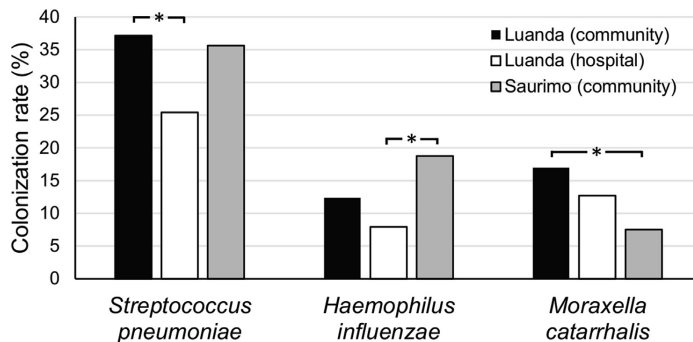 Colonization rate (%)
40
35
30
25
20
15
10
5
0
*
*
*
Luanda (community)
Luanda (hospital)
Saurimo (community)
Streptococcus
pneumoniae
Haemophilus
influenzae
Moraxella
catarrhalis